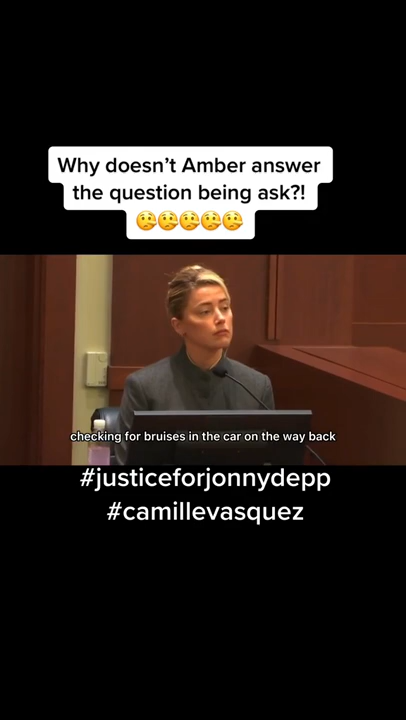 Why doesn't Amber answer
the question being ask?!
🤥🤥🤥🤥🤥
checking for bruises in the car on the way back
#justiceforjonnydepp
#camillevasquez